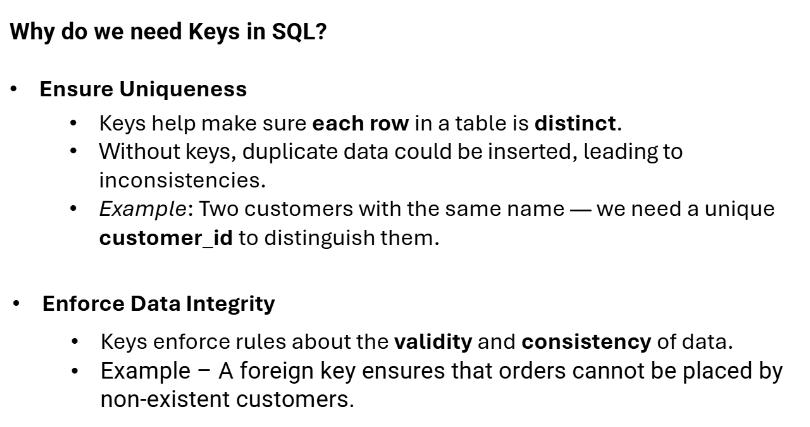 Why do we need Keys in SQL?
• Ensure Uniqueness
• Keys help make sure each row in a table is distinct.
• Without keys, duplicate data could be inserted, leading to
inconsistencies.
• Example: Two customers with the same name — we need a unique
customer_id to distinguish them.
• Enforce Data Integrity
• Keys enforce rules about the validity and consistency of data.
• Example – A foreign key ensures that orders cannot be placed by
non-existent customers.